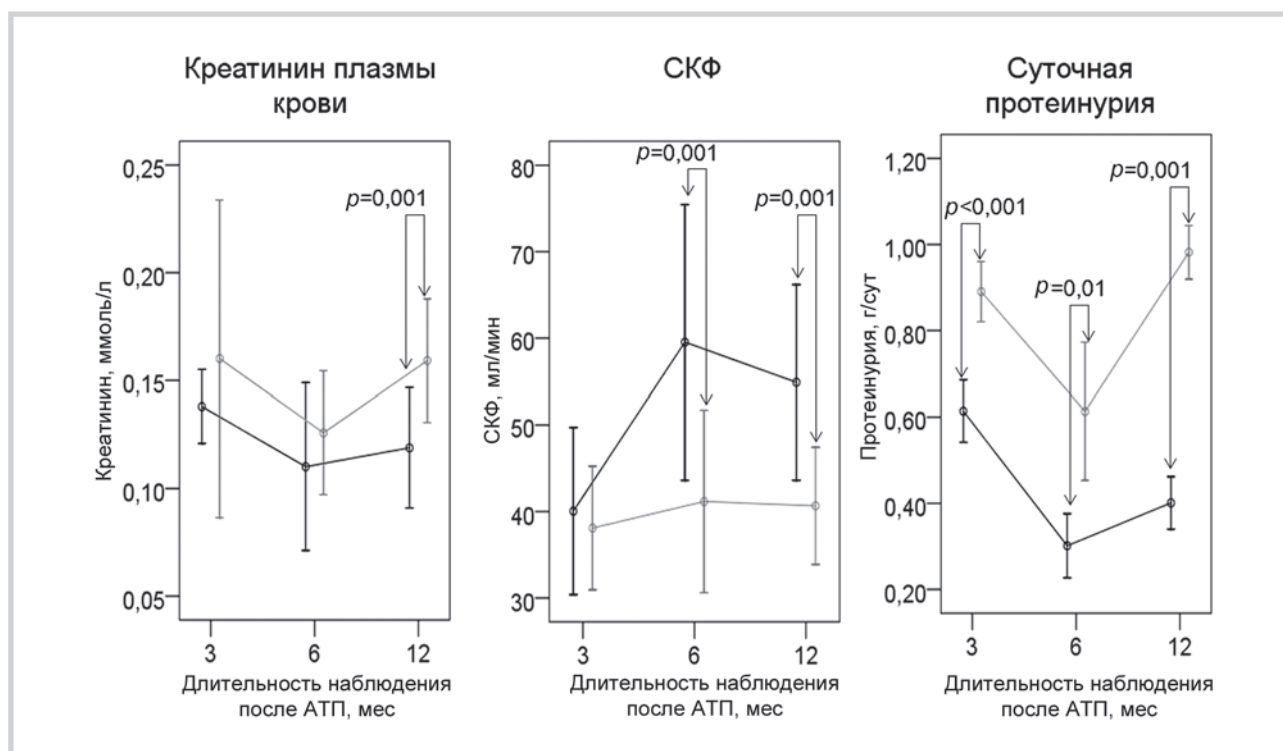 Креатинин плазмы
крови
0,25
0,20
0,15
0,10
0,05
Креатинин, ммоль/л
p=0,001
3
6
12
Длительность наблюдения
после АТП, мес
СКФ
80
70
60
50
40
30
СКФ, мл/мин
p=0,001
p=0,001
3
6
12
Длительность наблюдения
после АТП, мес
Суточная
протеинурия
1,20
1,00
0,80
0,60
0,40
0,20
Протеинурия, г/сут
p<0,001
p=0,01
p=0,001
3
6
12
Длительность наблюдения
после АТП, мес